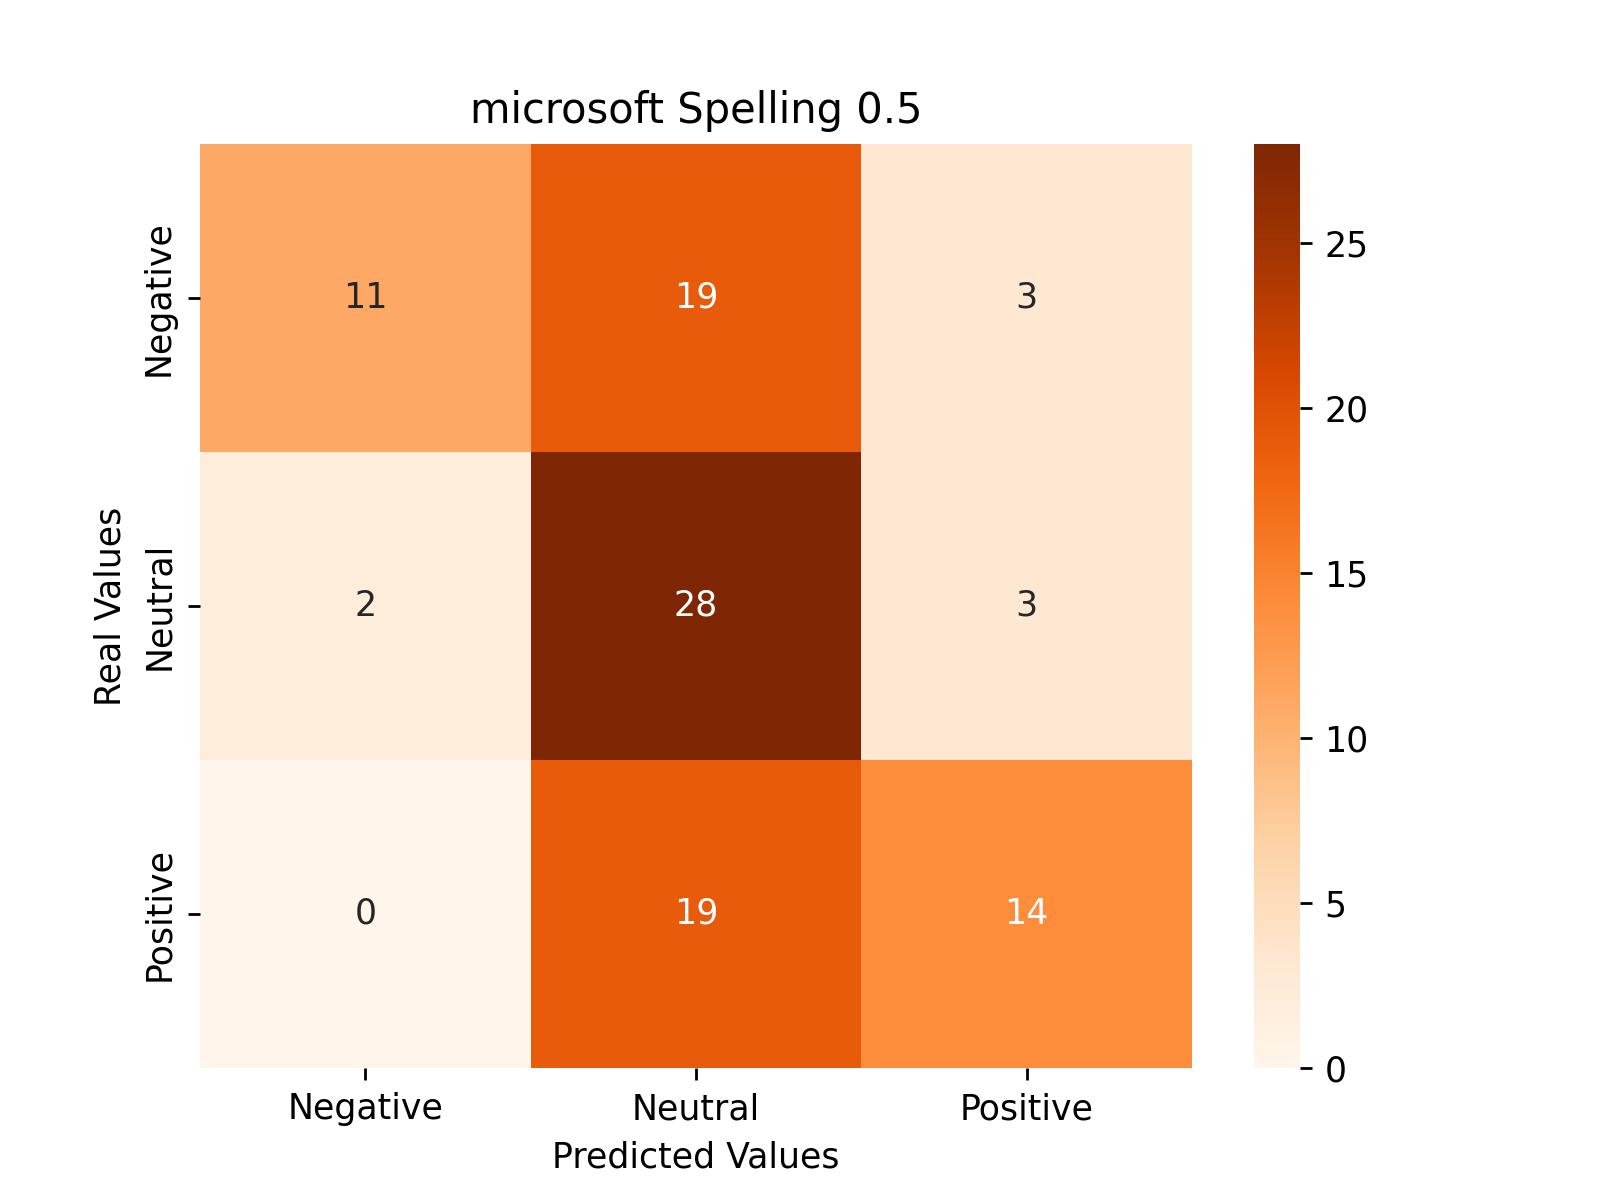 microsoft Spelling 0.5
Real Values
Negative
11 19 3
Neutral
2 28 3
Positive
0 19 14
Negative Neutral Positive
Predicted Values
25
20
15
10
5
0